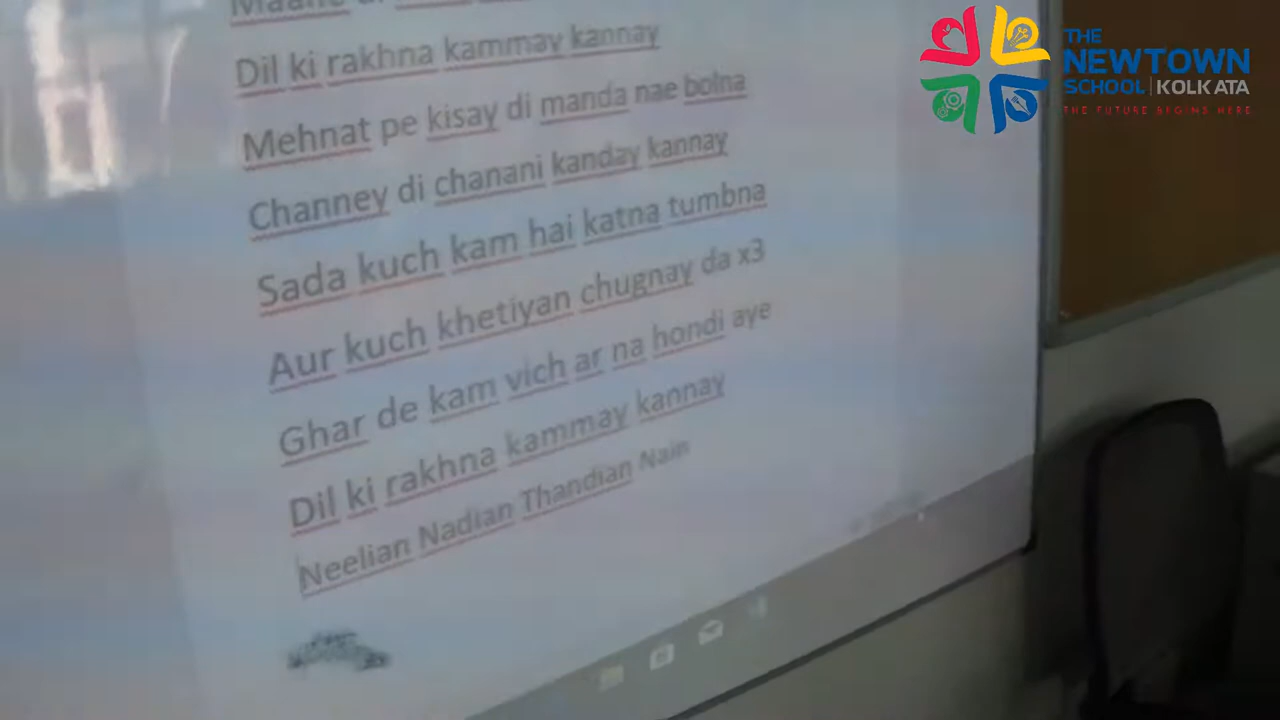 Dil ki rakhna kammay kannay
Mehnat pe kisay di manda nae bolna
Channey di chanani kanday kannay
Sada kuch kam hai katna tumbna
Aur kuch khetiyan chugnay da x3
Ghar de kam vich ar na hondi aye
Dil ki rakhna kammay kannay
Neelian Nadian Thandian Nain
THE
NEWTOWN
SCHOOL KOLKATA
THE FUTURE BEGINS HERE